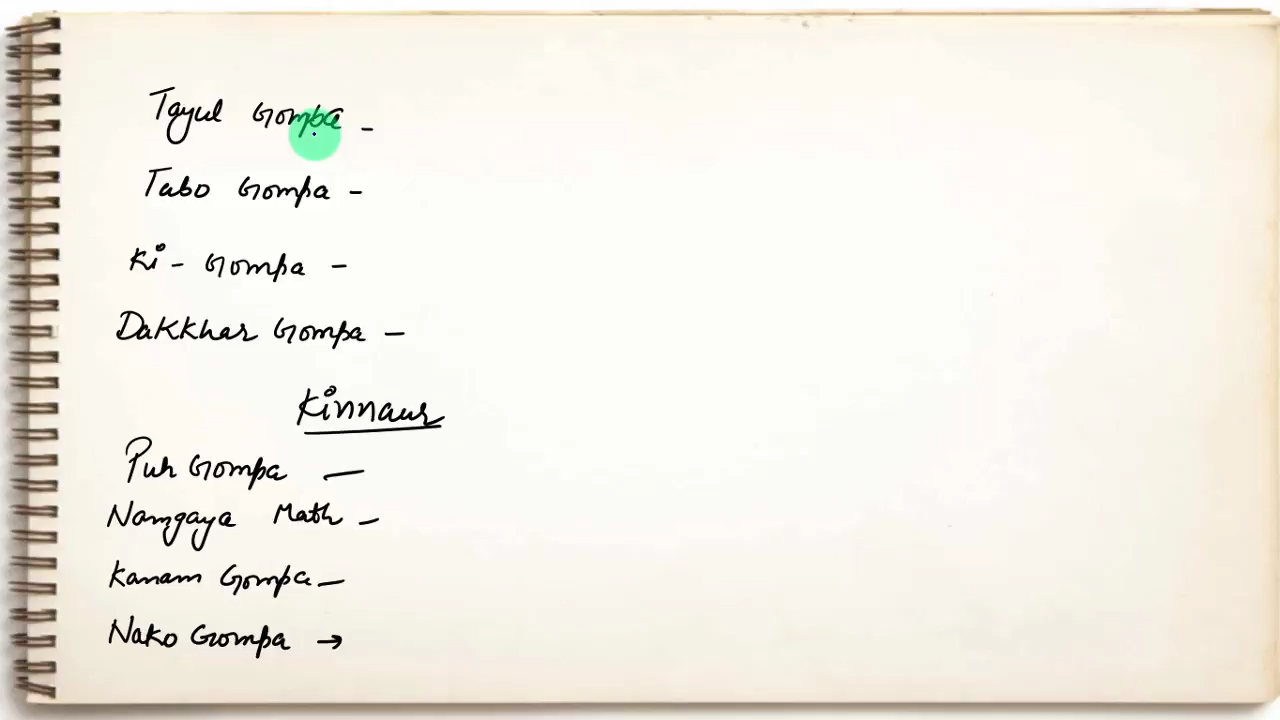 Tayul Gompa -
Tabo Gompa -
Ki - Gompa -
Dakkhar Gompa -
Kinnaur
Puh Gompa -
Namgaya Math -
Kanam Gompa -
Nako Gompa →